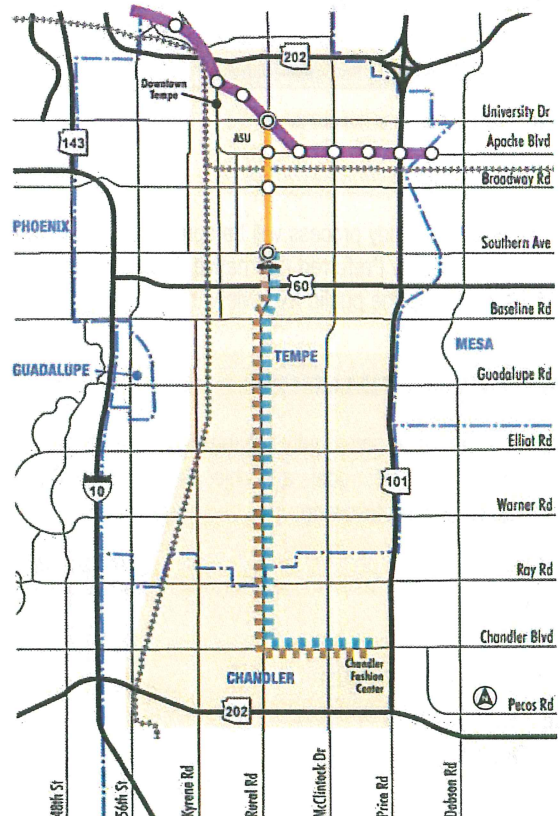 202
Downtown
Tempe
University Dr
ASU
143
Apache Blvd
Broadway Rd
PHOENIX
Southern Ave
60
Baseline Rd
TEMPE
MESA
GUADALUPE
Guadalupe Rd
Elliot Rd
10
101
Warner Rd
Ray Rd
Chandler Blvd
Chandler
Fashion
Center
CHANDLER
202
Pecos Rd
48th St
56th St
Kyrene Rd
Rural Rd
McClintock Dr
Price Rd
Dobson Rd